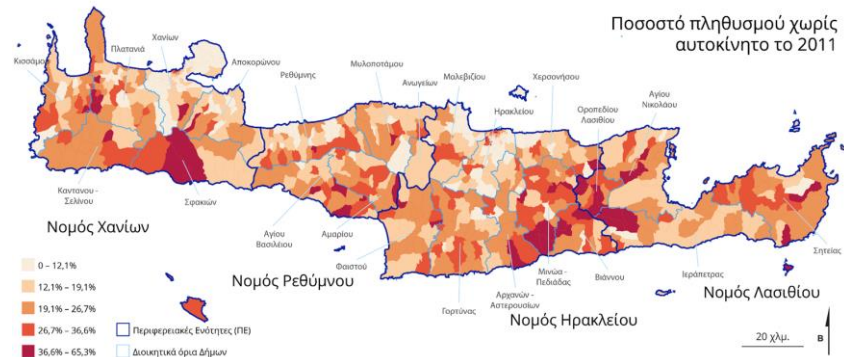 Ποσοστό πληθυσμού χωρίς
αυτοκίνητο το 2011
Κισσάμου
Πλατανιά
Χανίων
Αποκορώνου
Ρεθύμνης
Μυλοποτάμου
Ανωγείων
Μαλεβιζίου
Ηρακλείου
Χερσονήσου
Οροπεδίου
Λασιθίου
Αγίου
Νικολάου
Καντανου -
Σελίνου
Σφακιών
Νομός Χανίων
Αγίου
Βασιλείου
Αμαρίου
Φαιστού
Νομός Ρεθύμνου
Γορτύνας
Αρχανών -
Αστερουσίων
Μινώα -
Πεδιάδας
Βιάννου
Νομός Ηρακλείου
Ιεράπετρας
Σητείας
Νομός Λασιθίου
0 – 12,1%
12,1% – 19,1%
19,1% – 26,7%
26,7% – 36,6%
36,6% – 65,3%
Περιφερειακές Ενότητες (ΠΕ)
Διοικητικά όρια Δήμων
20 χλμ.
Β